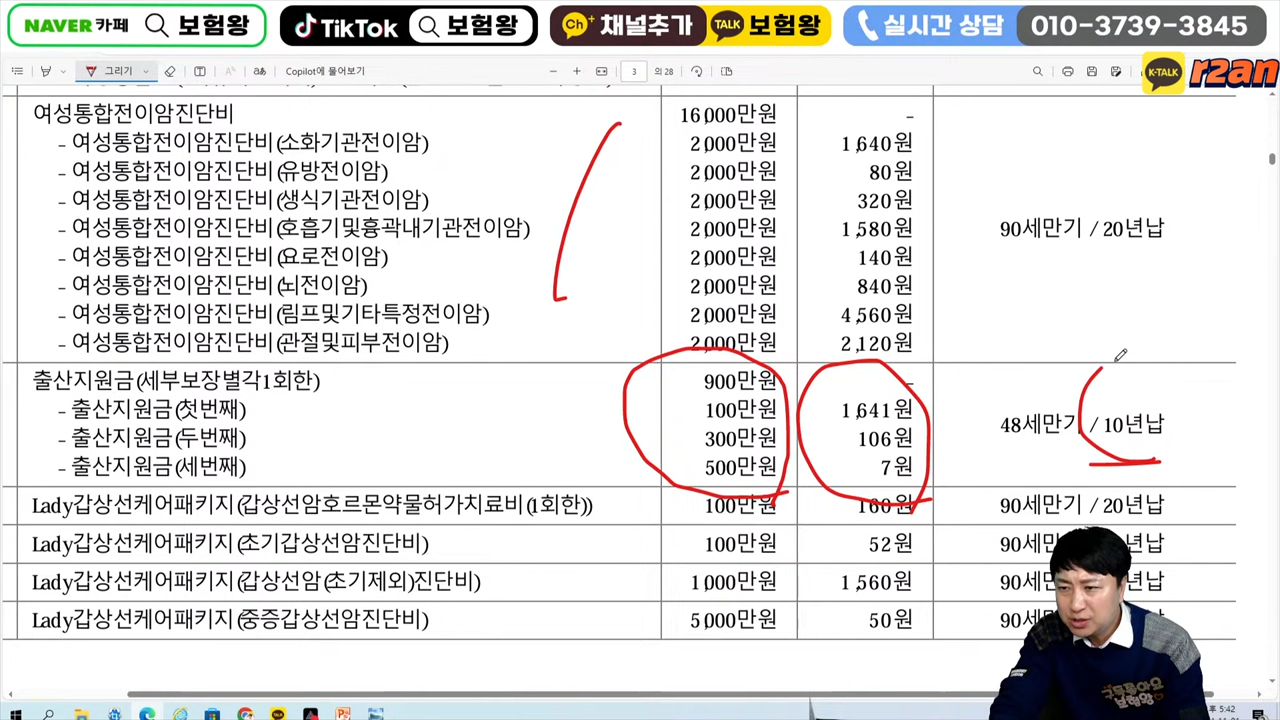 NAVER 카페 보험왕 TikTok 보험왕 Ch+ 채널추가 TALK 보험왕 실시간 상담 010-3739-3845
그리기 Copilot에 물어보기 3 의 28
K-TALK r2an
여성통합전이암진단비 16,000만원 -
- 여성통합전이암진단비(소화기관전이암) 2,000만원 1,640원
- 여성통합전이암진단비(유방전이암) 2,000만원 80원
- 여성통합전이암진단비(생식기관전이암) 2,000만원 320원
- 여성통합전이암진단비(호흡기및흉곽내기관전이암) 2,000만원 1,580원 90세만기 / 20년납
- 여성통합전이암진단비(요로전이암) 2,000만원 140원
- 여성통합전이암진단비(뇌전이암) 2,000만원 840원
- 여성통합전이암진단비(림프및기타특정전이암) 2,000만원 4,560원
- 여성통합전이암진단비(관절및피부전이암) 2,000만원 2,120원
출산지원금(세부보장별각1회한) 900만원 -
- 출산지원금(첫번째) 100만원 1,641원
- 출산지원금(두번째) 300만원 106원 48세만기 / 10년납
- 출산지원금(세번째) 500만원 7원
Lady갑상선케어패키지(갑상선암호르몬약물허가치료비(1회한)) 100만원 160원 90세만기 / 20년납
Lady갑상선케어패키지(초기갑상선암진단비) 100만원 52원 90세만 년납
Lady갑상선케어패키지(갑상선암(초기제외)진단비) 1,000만원 1,560원 90세만 년납
Lady갑상선케어패키지(중증갑상선암진단비) 5,000만원 50원 90세 년납
후 5:42